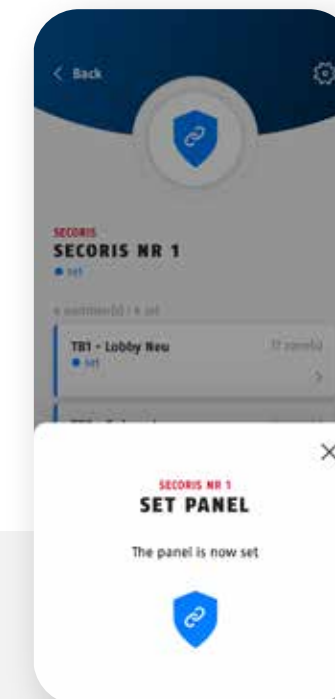 Back
SECORIS
SECORIS NR 1
set
TB1 - Lobby Neu
set
SECORIS NR 1
SET PANEL
The panel is now set